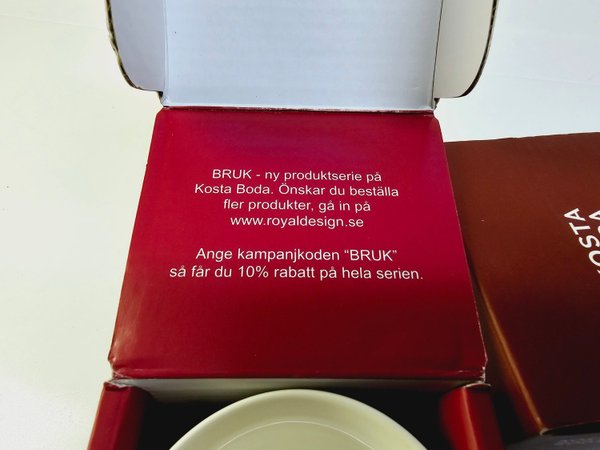 BRUK - ny produktserie på
Kosta Boda. Önskar du beställa
fler produkter, gå in på
www.royaldesign.se
Ange kampanjkoden “BRUK”
så får du 10% rabatt på hela serien.
KOSTA